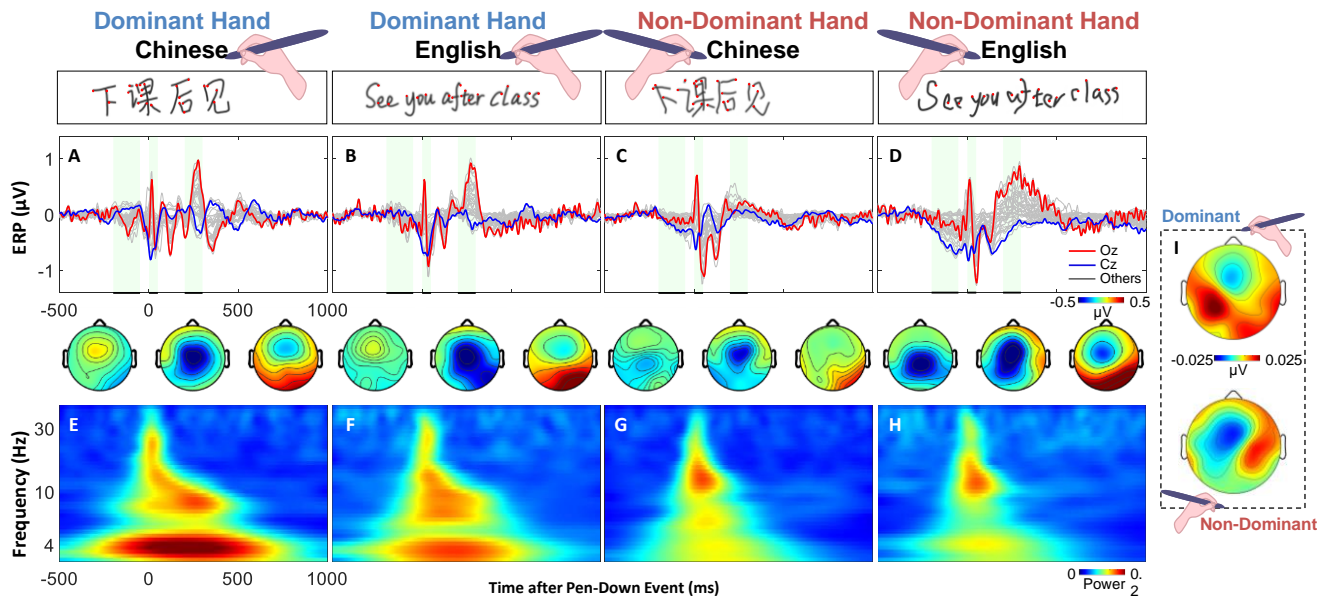 Dominant Hand Dominant Hand Non-Dominant Hand Non-Dominant Hand
Chinese English Chinese English
下课后见 See you after class 下课后见 See you after class
A B C D
ERP (μV)
1
0
-1
Oz
Cz
Others
-500 0 500 1000 0 500 1000
-0.5 0.5
μV
E F G H
Frequency (Hz)
30
10
4
-500 0 500 1000
Time after Pen-Down Event (ms)
0 0.
Power 2
Dominant
I
-0.025 0.025
μV
Non-Dominant